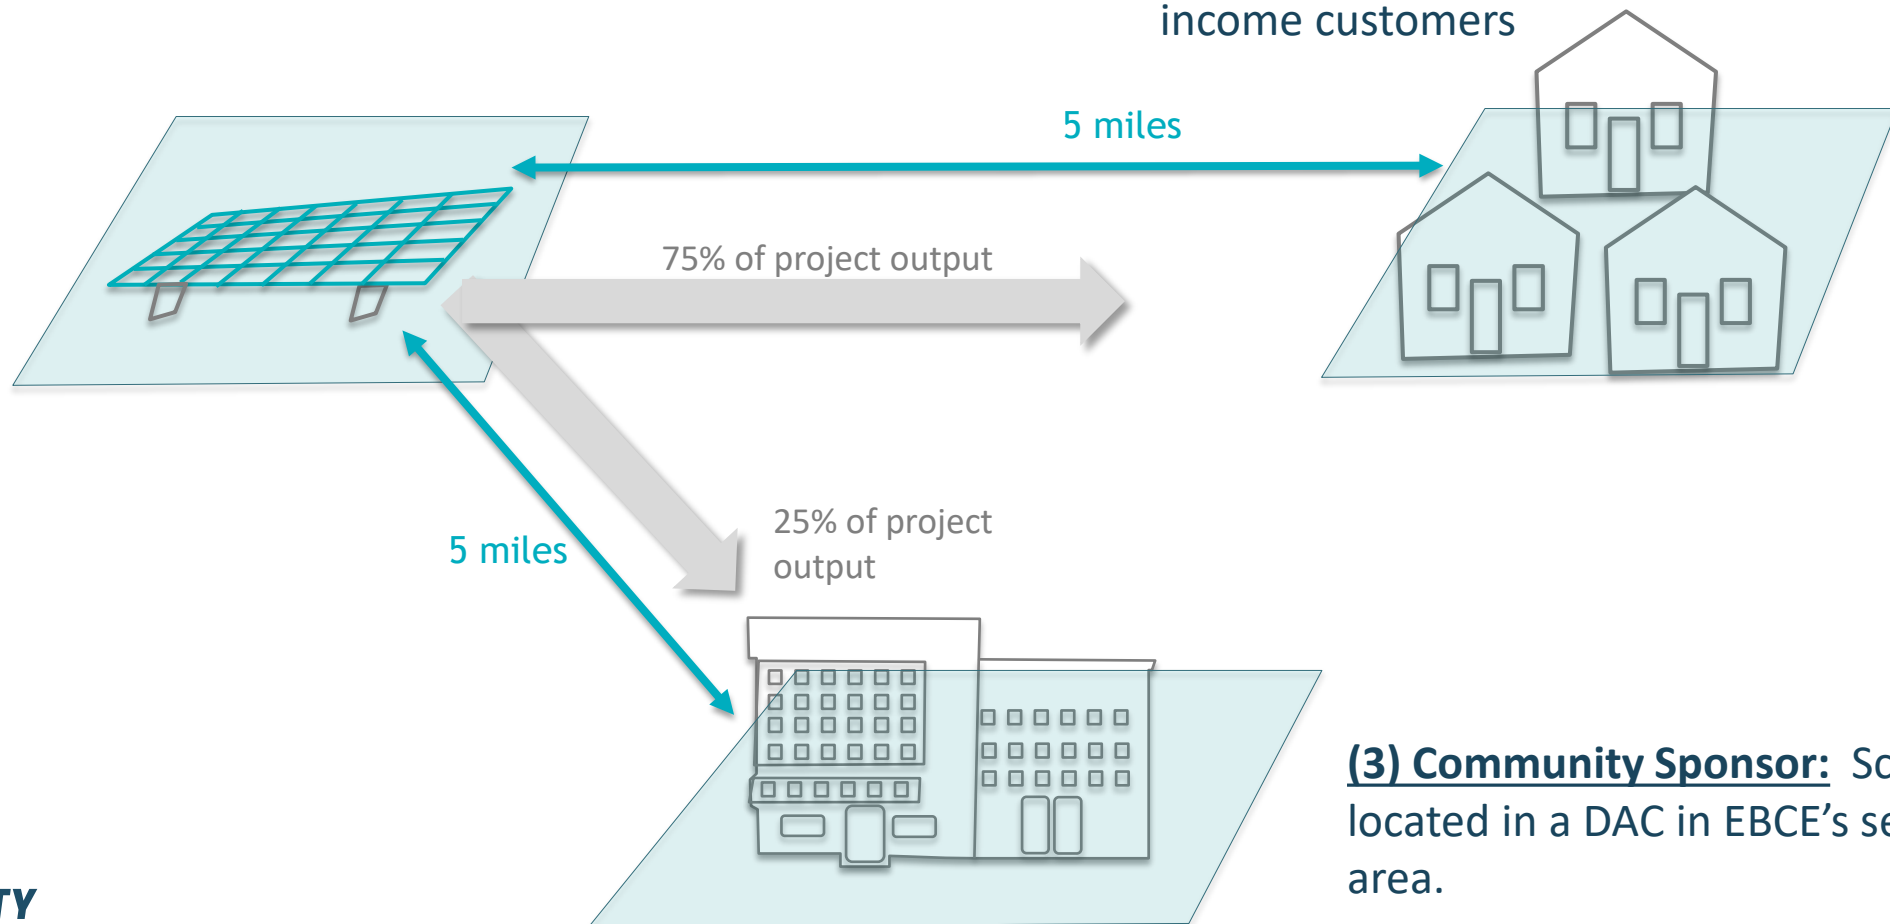 income customers
5 miles
75% of project output
25% of project
output
5 miles
(3) Community Sponsor:
located in a DAC in EBCE’s
area.